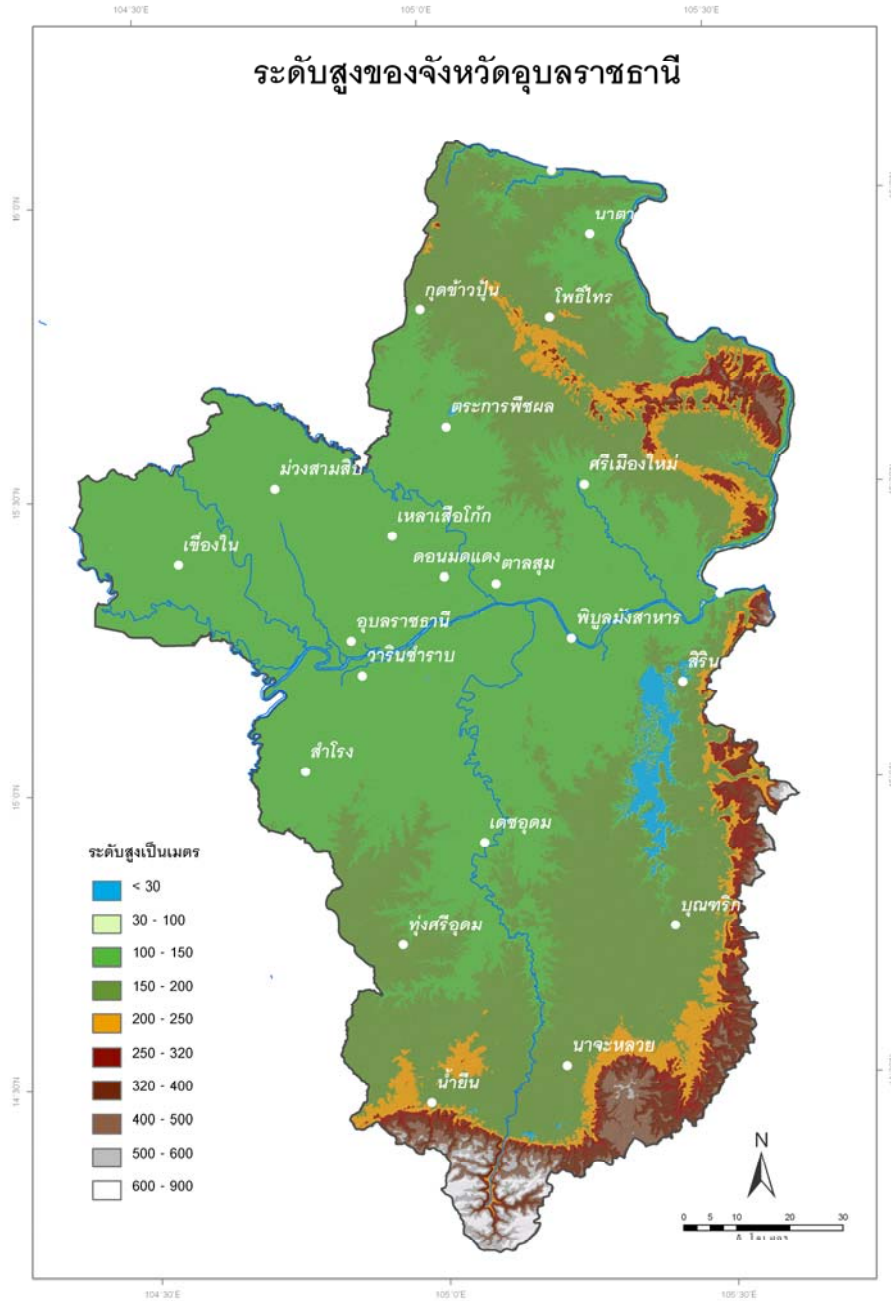 104°30'E 105°0'E 105°30'E
ระดับสูงของจังหวัดอุบลราชธานี
16°0'N
นาตา
กุดข้าวปุ้น
โพธิ์ไทร
ตระการพืชผล
ม่วงสามสิบ
ศรีเมืองใหม่
15°30'N
เหล่าเสือโก้ก
เขื่องใน
ดอนมดแดง
ตาลสุม
อุบลราชธานี
พิบูลมังสาหาร
วารินชำราบ
สิริน
สำโรง
15°0'N
เดชอุดม
ระดับสูงเป็นเมตร
< 30
30 - 100
100 - 150
150 - 200
200 - 250
250 - 320
320 - 400
400 - 500
500 - 600
600 - 900
บุณฑริก
ทุ่งศรีอุดม
นาจะหลวย
14°30'N
น้ำยืน
N
0 5 10 20 30
104°30'E 105°0'E 105°30'E